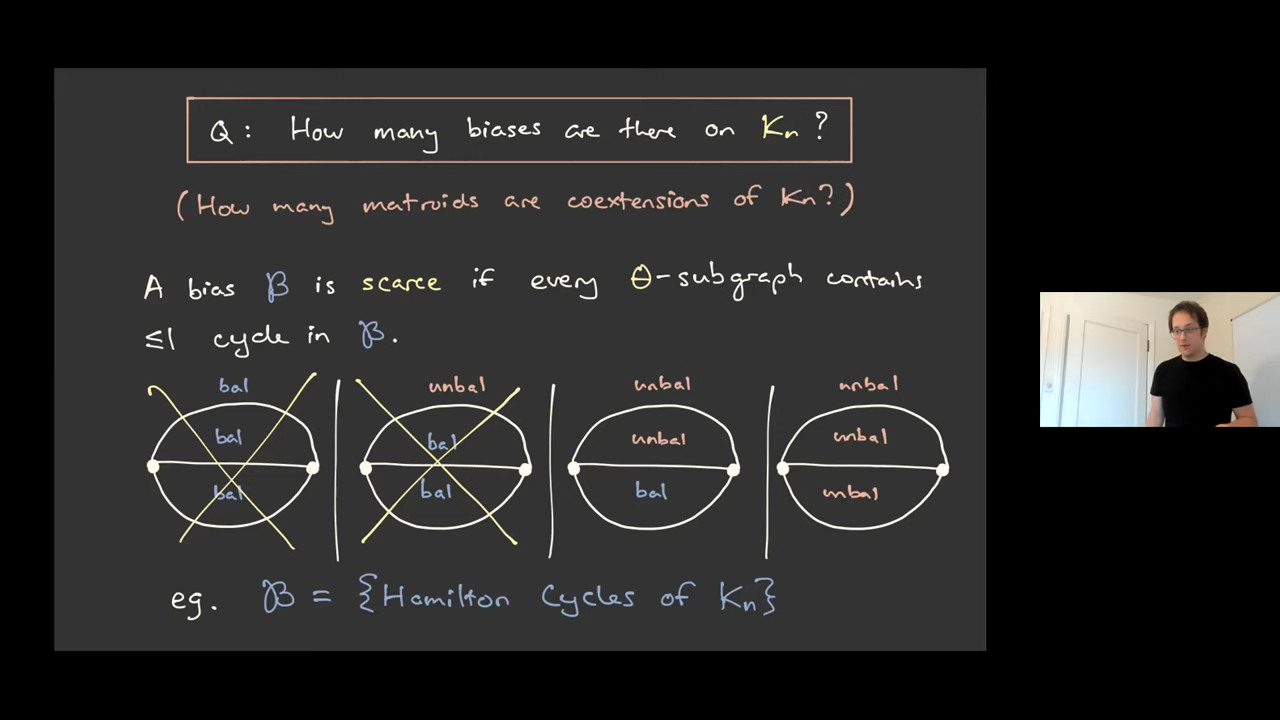 Q: How many biases are there on Kn?
(How many matroids are coextensions of Kn?)
A bias B is scarce if every θ-subgraph contains
≤1 cycle in B.
bal unbal unbal unbal
bal bal unbal unbal
bal bal bal unbal
eg. B = {Hamilton Cycles of Kn}